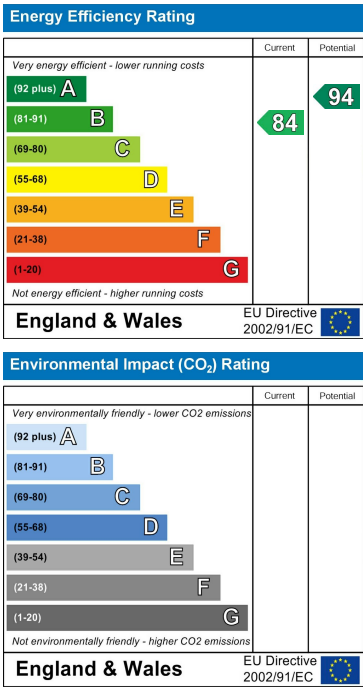 Energy Efficiency Rating
Current Potential
Very energy efficient - lower running costs
(92 plus) A
(81-91) B
(69-80) C
(55-68) D
(39-54) E
(21-38) F
(1-20) G
84
94
Not energy efficient - higher running costs
England & Wales
EU Directive
2002/91/EC
Environmental Impact (CO₂) Rating
Current Potential
Very environmentally friendly - lower CO2 emissions
(92 plus) A
(81-91) B
(69-80) C
(55-68) D
(39-54) E
(21-38) F
(1-20) G
Not environmentally friendly - higher CO2 emissions
England & Wales
EU Directive
2002/91/EC